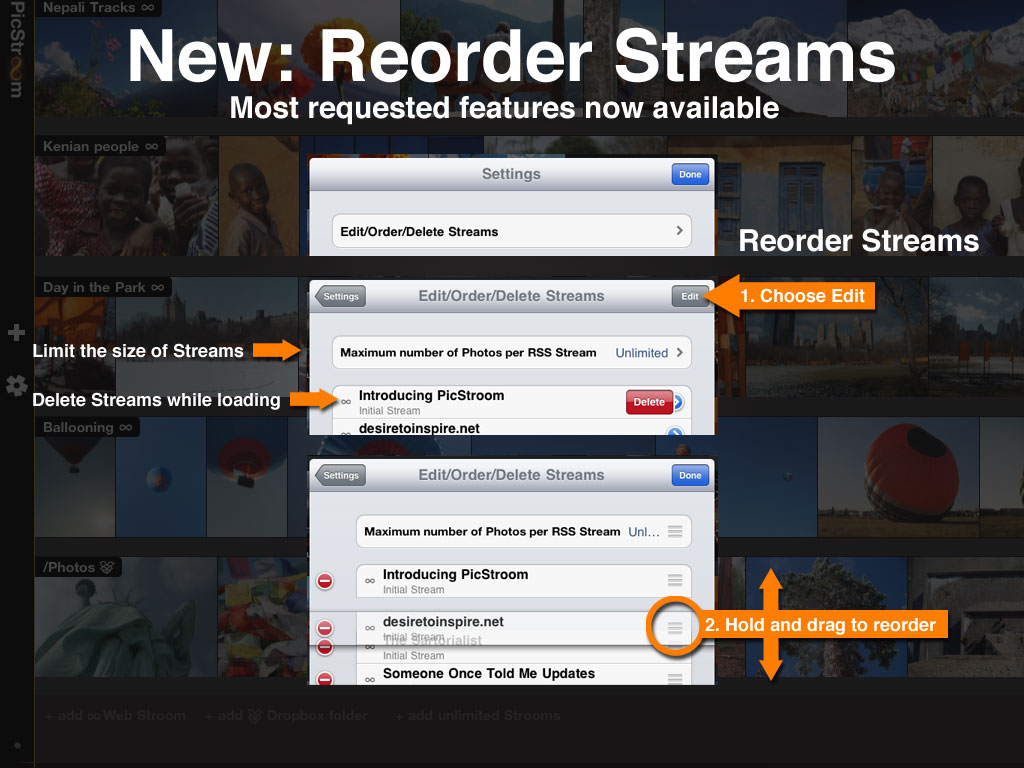 PicStroom
Nepali Tracks ∞
New: Reorder Streams
Most requested features now available
Kenian people ∞
Settings
Done
Edit/Order/Delete Streams
Reorder Streams
Day in the Park ∞
Settings
Edit/Order/Delete Streams
Edit
1. Choose Edit
Limit the size of Streams
Maximum number of Photos per RSS Stream Unlimited
Delete Streams while loading
∞ Introducing PicStroom
Initial Stream
Delete
∞ desiretoinspire.net
Ballooning ∞
Settings
Edit/Order/Delete Streams
Done
Maximum number of Photos per RSS Stream Unl...
/Photos
∞ Introducing PicStroom
Initial Stream
∞ desiretoinspire.net
Initial Stream
2. Hold and drag to reorder
∞ The Sartorialist
Initial Stream
∞ Someone Once Told Me Updates
+ add ∞ Web Stroom
+ add Dropbox folder
+ add unlimited Strooms